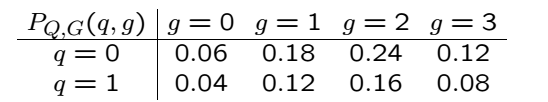 P_{Q,G}(q,g) g = 0 g = 1 g = 2 g = 3
q = 0 0.06 0.18 0.24 0.12
q = 1 0.04 0.12 0.16 0.08